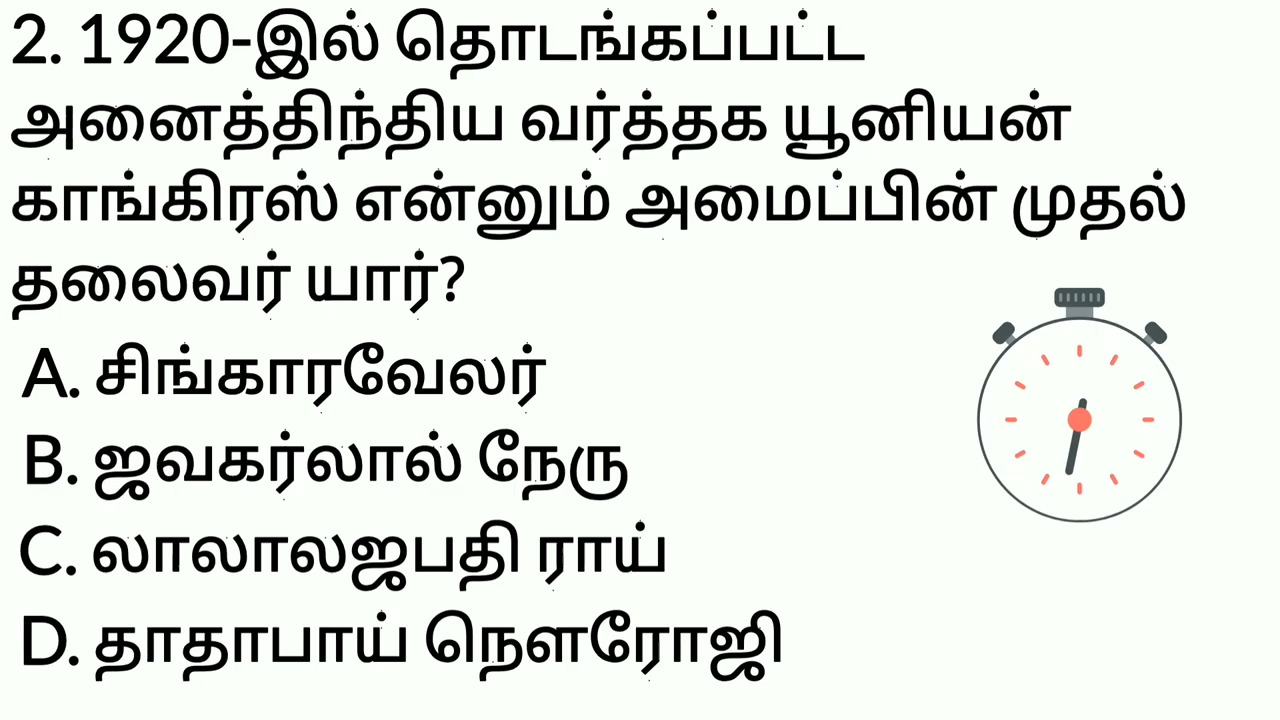 2. 1920-இல் தொடங்கப்பட்ட
அனைத்திந்திய வர்த்தக யூனியன்
காங்கிரஸ் என்னும் அமைப்பின் முதல்
தலைவர் யார்?
A. சிங்காரவேலர்
B. ஜவகர்லால் நேரு
C. லாலாலஜபதி ராய்
D. தாதாபாய் நௌரோஜி